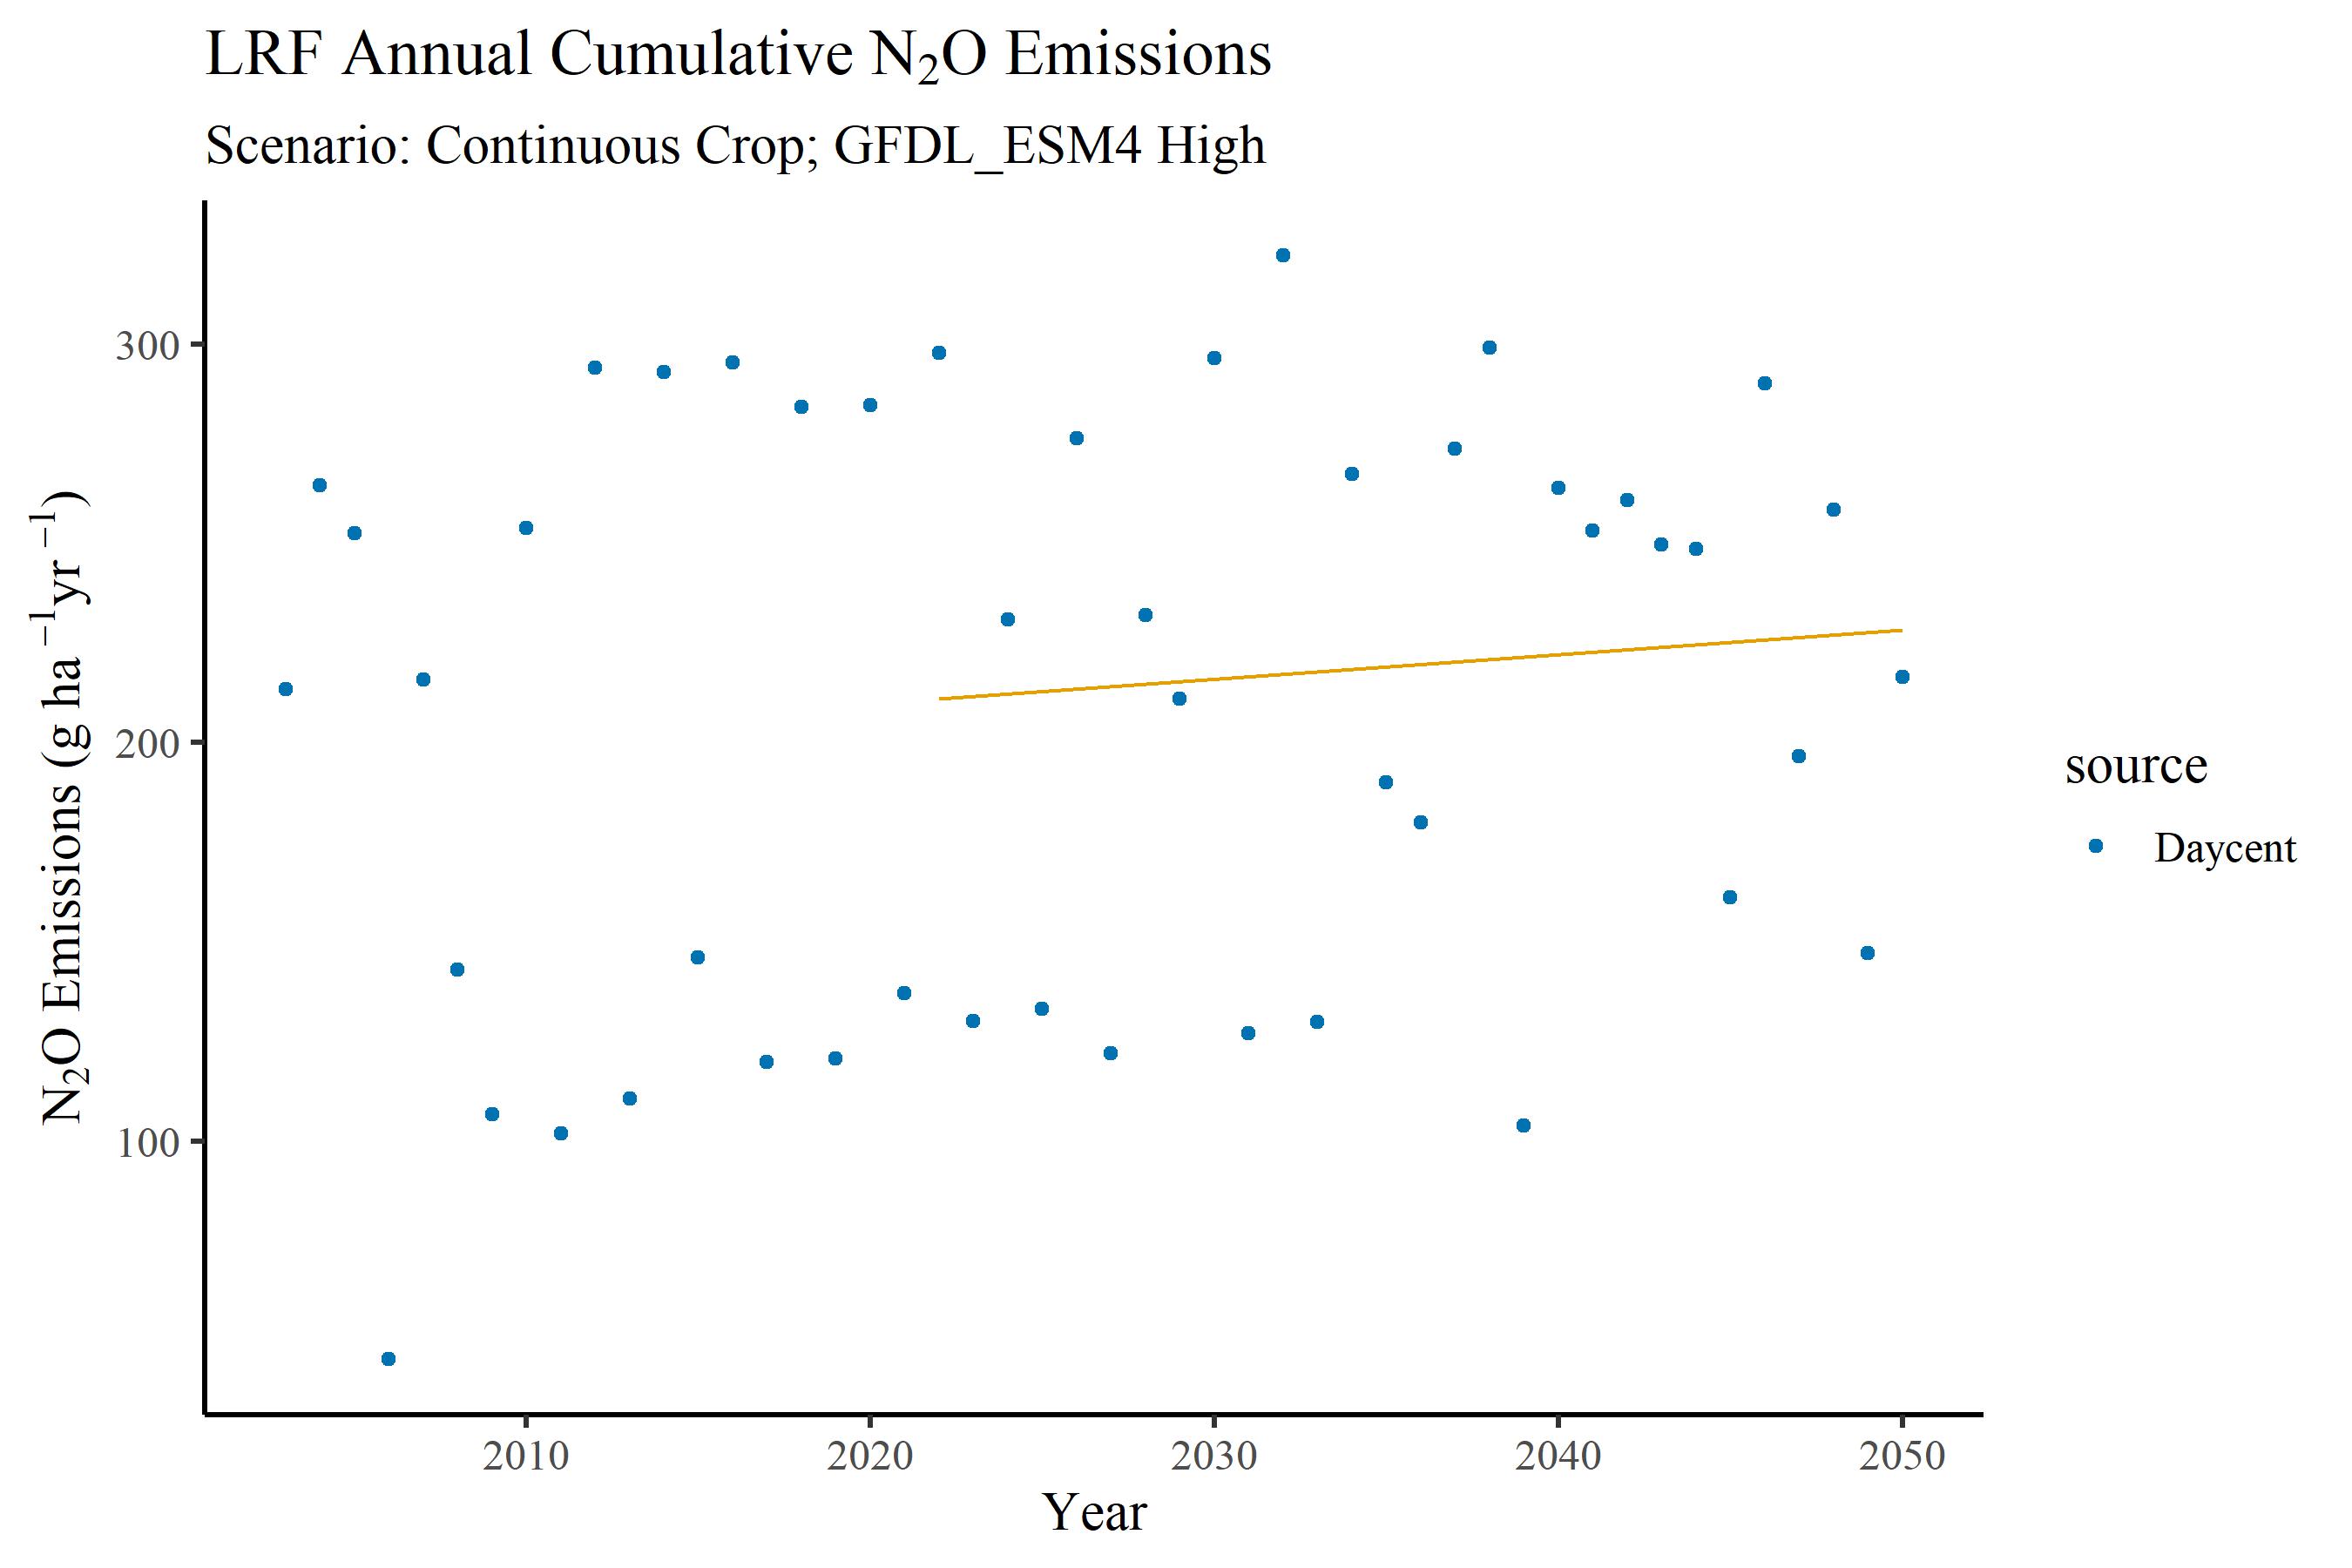 LRF Annual Cumulative N₂O Emissions
Scenario: Continuous Crop; GFDL_ESM4 High
N₂O Emissions (g ha ⁻¹yr ⁻¹)
300
200
100
source
Daycent
2010 2020 2030 2040 2050
Year